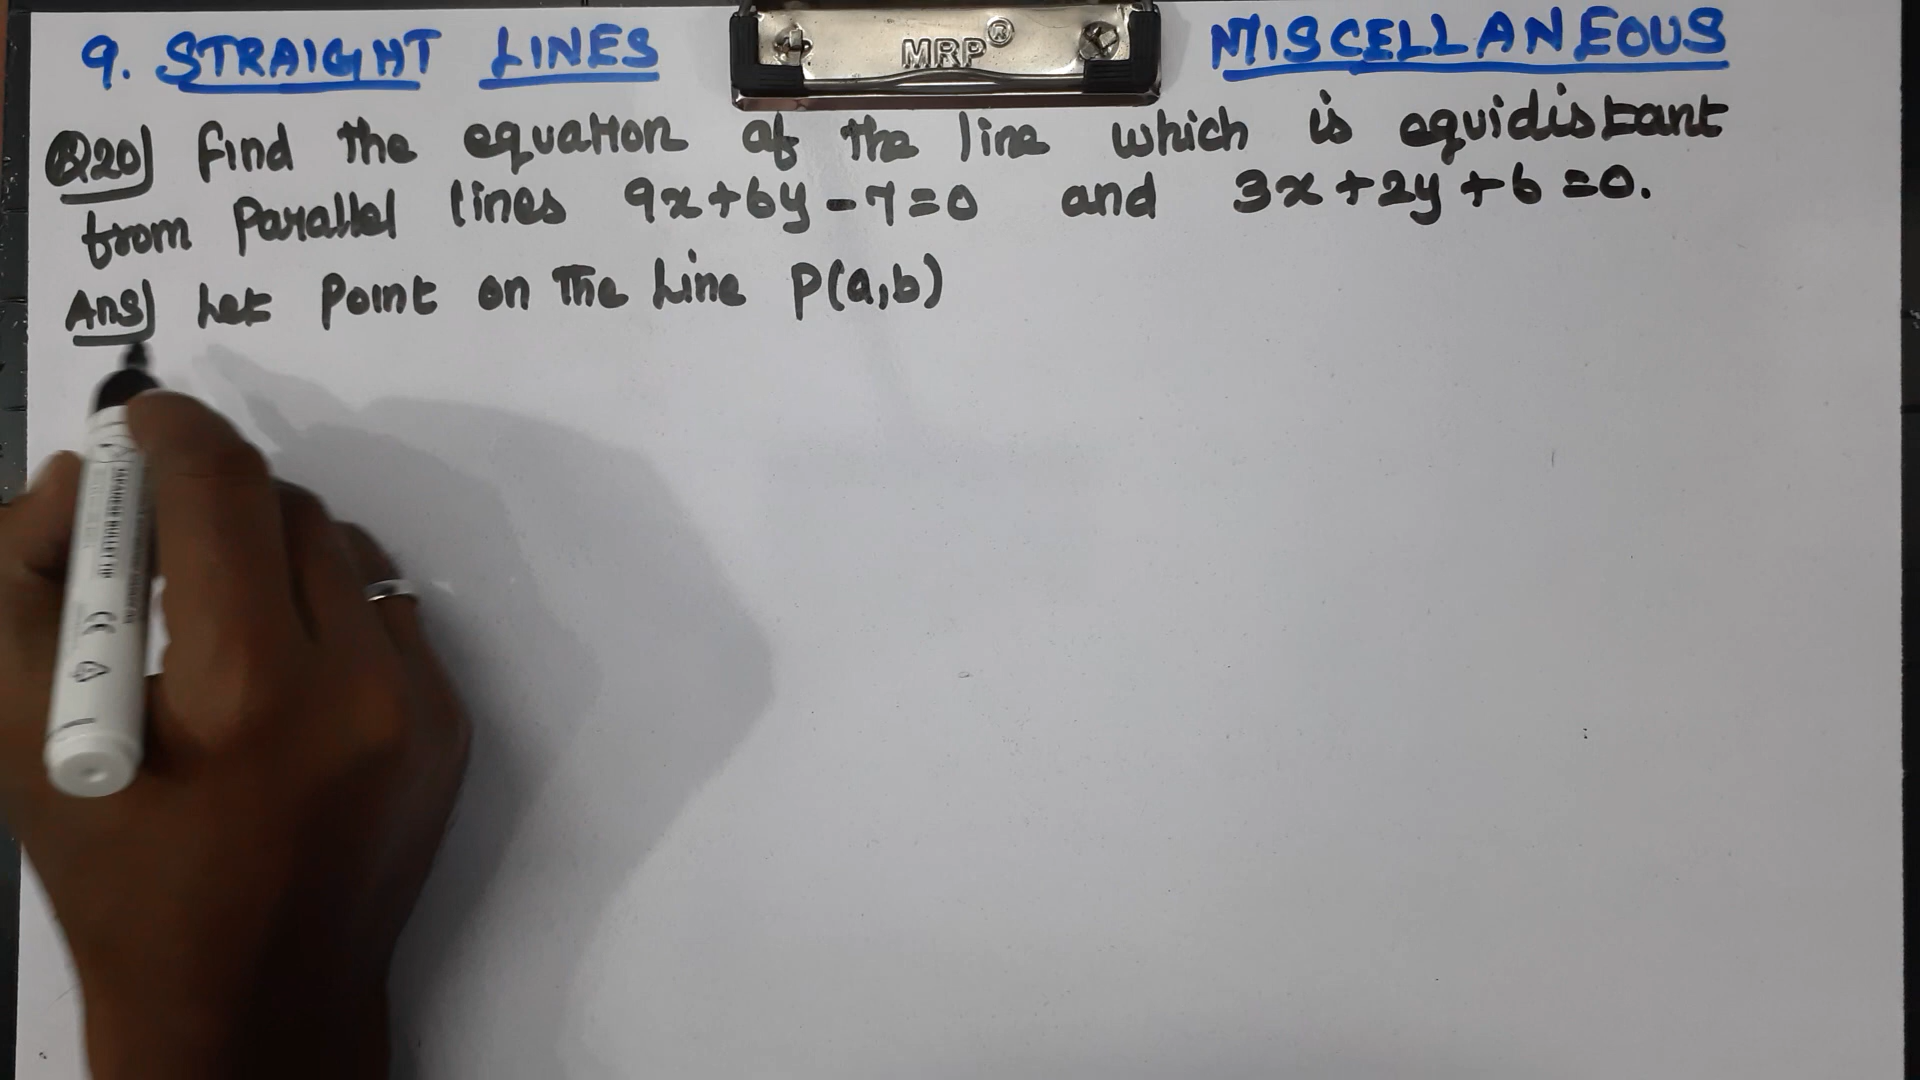 9. STRAIGHT LINES
MRP®
MISCELLANEOUS
Q20) Find the equation of the line which is equidistant
from Parallel lines 9x+6y-7=0 and 3x+2y+6=0.
Ans) Let Point on The Line P(a,b)
CE